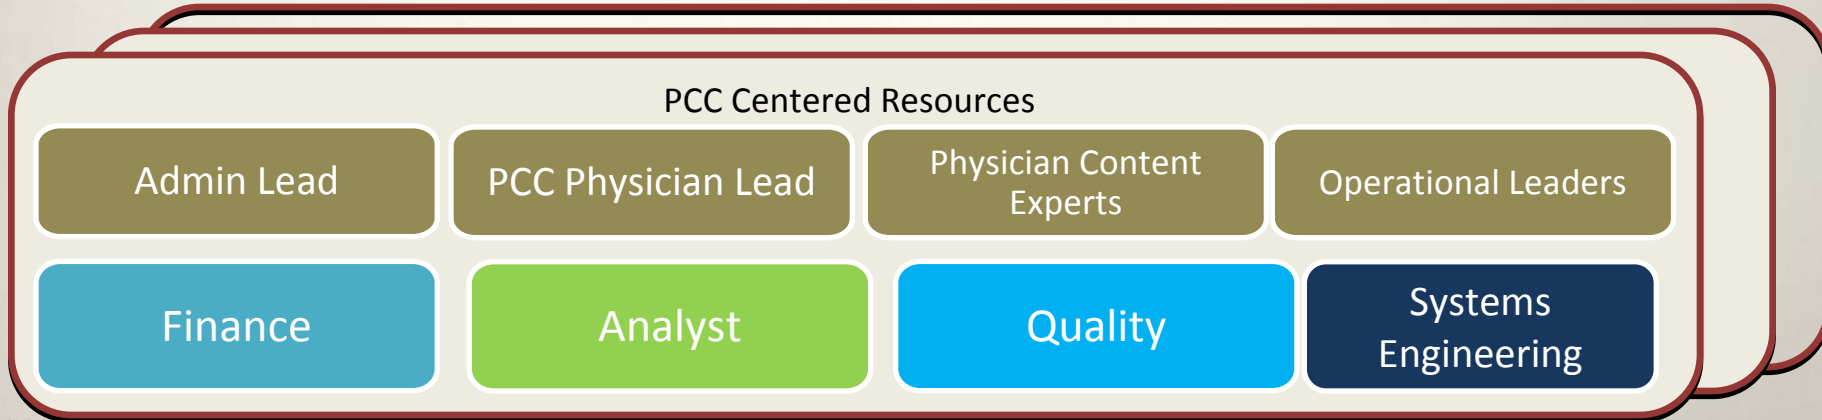 PCC Centered Resources
Admin Lead
PCC Physician Lead
Physician Content
Experts
Operational Leaders
Finance
Analyst
Quality
Systems
Engineering